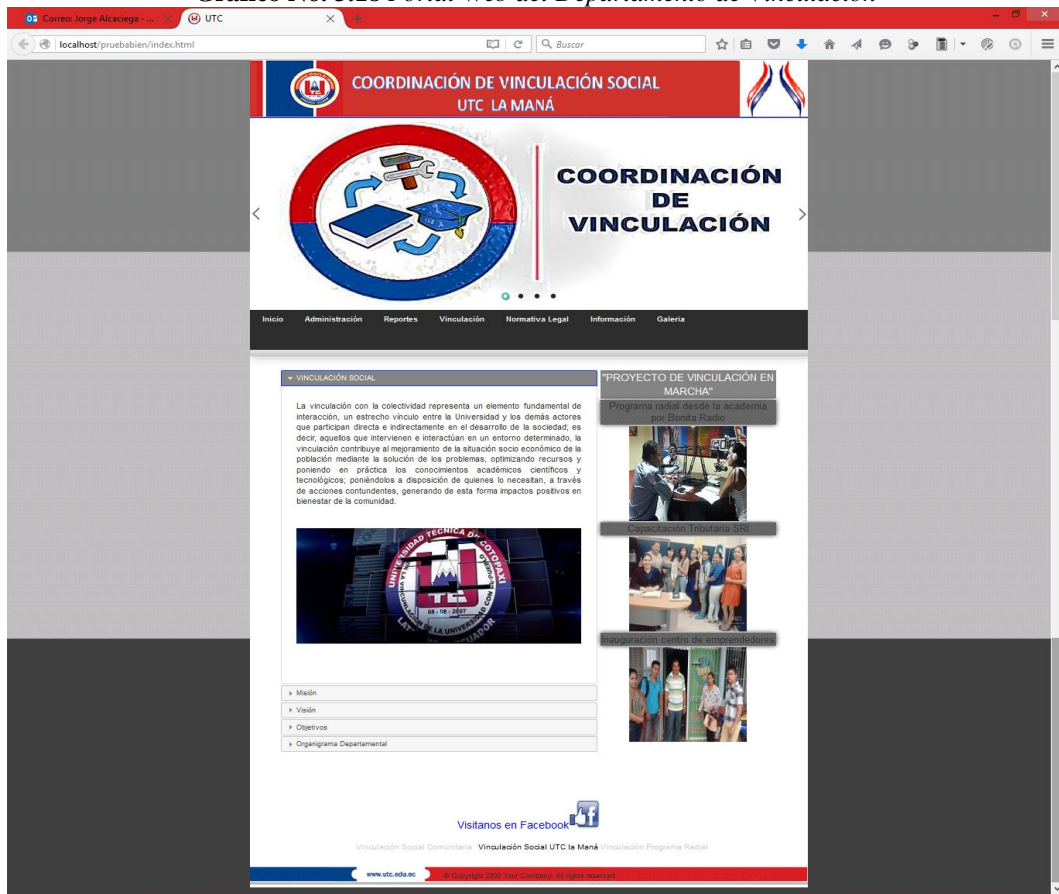 Gráfico No. 3.18 Portal Web del Departamento de Vinculación
Correo: Jorge Alcaciega - ...
UTC
localhost/pruebabien/index.html
Buscar
COORDINACIÓN DE VINCULACIÓN SOCIAL
UTC LA MANÁ
COORDINACIÓN
DE
VINCULACIÓN
Inicio Administración Reportes Vinculación Normativa Legal Información Galeria
VINCULACIÓN SOCIAL
La vinculación con la colectividad representa un elemento fundamental de
interacción, un estrecho vínculo entre la Universidad y los demás actores
que participan directa e indirectamente en el desarrollo de la sociedad; es
decir, aquellos que intervienen e interactúan en un entorno determinado, la
vinculación contribuye al mejoramiento de la situación socio económico de la
población mediante la solución de los problemas, optimizando recursos y
poniendo en práctica los conocimientos académicos científicos y
tecnológicos; poniéndolos a disposición de quienes lo necesitan, a través
de acciones contundentes, generando de esta forma impactos positivos en
bienestar de la comunidad.
UNIVERSIDAD TECNICA DE COTOPAXI
08 - 08 - 2007
Misión
Visión
Objetivos
Organigrama Departamental
"PROYECTO DE VINCULACIÓN EN
MARCHA"
Programa radial desde la academia
por Bonita Radio
Capacitación Tributaria SRI
Inauguración centro de emprendedores
Visitanos en Facebook
Vinculación Social Comunitaria Vinculación Social UTC la Maná Vinculación Programa Radial
www.utc.edu.ec
© Copyright 2009 Your Company. All rights reserved